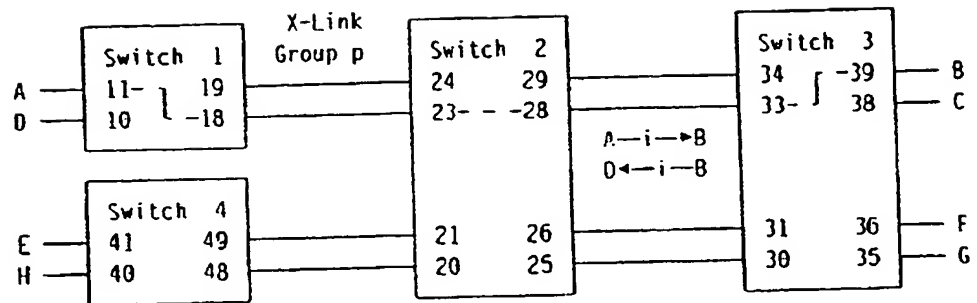 X-Link
Group p
Switch 1
11- 19
10 -18
A
D
Switch 2
24 29
23- - -28
21 26
20 25
A—i—►B
D◄—i—B
Switch 3
34 -39
33- 38
31 36
30 35
B
C
F
G
Switch 4
41 49
40 48
E
H